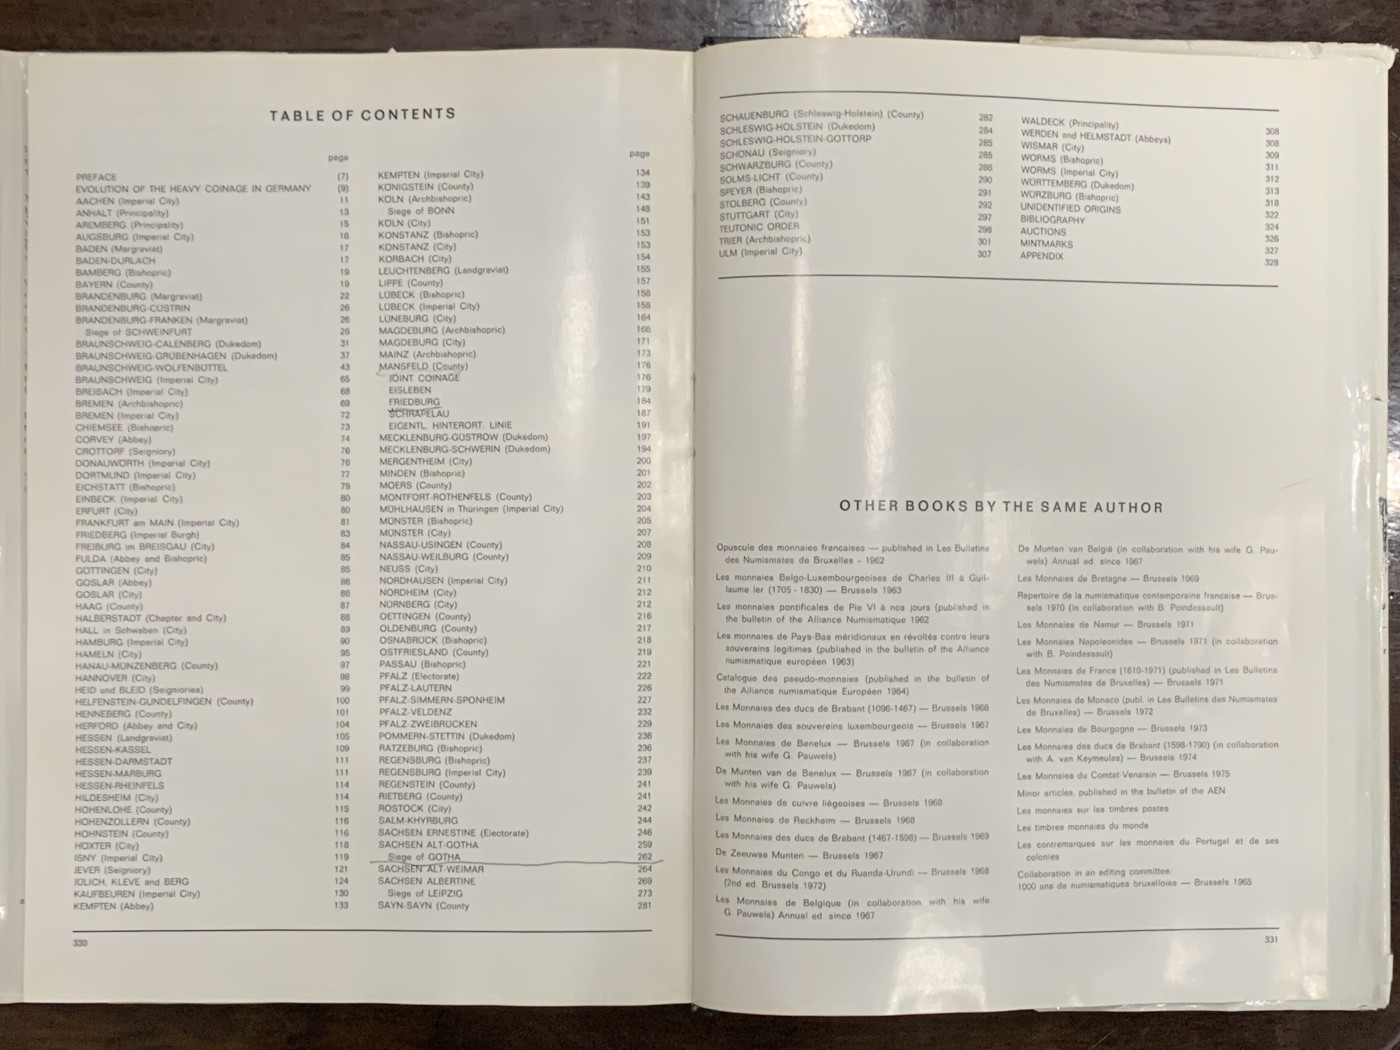 TABLE OF CONTENTS
page
PREFACE (7)
EVOLUTION OF THE HEAVY COINAGE IN GERMANY (9)
AACHEN (Imperial City) 11
ANHALT (Principality) 13
AREMBERG (Principality) 15
AUGSBURG (Imperial City) 16
BADEN (Margraviat) 17
BADEN-DURLACH 17
BAMBERG (Bishopric) 19
BAYERN (County) 19
BRANDENBURG (Margraviat) 22
BRANDENBURG-CÜSTRIN 26
BRANDENBURG-FRANKEN (Margraviat) 26
Siege of SCHWEINFURT 28
BRAUNSCHWEIG-CALENBERG (Dukedom) 31
BRAUNSCHWEIG-GRUBENHAGEN (Dukedom) 37
BRAUNSCHWEIG-WOLFENBÜTTEL 43
BRAUNSCHWEIG (Imperial City) 65
BREISACH (Imperial City) 68
BREMEN (Archbishopric) 69
BREMEN (Imperial City) 72
CHIEMSEE (Bishopric) 73
CORVEY (Abbey) 74
CROTTORF (Seigniory) 76
DONAUWÖRTH (Imperial City) 76
DORTMUND (Imperial City) 77
EICHSTATT (Bishopric) 79
EINBECK (Imperial City) 80
ERFURT (City) 80
FRANKFURT am MAIN (Imperial City) 81
FRIEDBERG (Imperial Burgh) 83
FREIBURG im BREISGAU (City) 84
FULDA (Abbey and Bishopric) 85
GÖTTINGEN (City) 85
GOSLAR (Abbey) 86
GOSLAR (City) 86
HAAG (County) 87
HALBERSTADT (Chapter and City) 88
HALL in Schwaben (City) 89
HAMBURG (Imperial City) 90
HAMELN (City) 95
HANAU-MÜNZENBERG (County) 97
HANNOVER (City) 98
HEID und BLEID (Seigniories) 99
HELFENSTEIN-GUNDELFINGEN (County) 100
HENNEBERG (County) 101
HERFORD (Abbey and City) 104
HESSEN (Landgraviat) 105
HESSEN-KASSEL 109
HESSEN-DARMSTADT 111
HESSEN-MARBURG 111
HESSEN-RHEINFELS 114
HILDESHEIM (City) 114
HOHENLOHE (County) 115
HOHENZOLLERN (County) 116
HOHNSTEIN (County) 116
HÖXTER (City) 118
ISNY (Imperial City) 119
JEVER (Seigniory) 121
JÜLICH, KLEVE and BERG 124
KAUFBEUREN (Imperial City) 130
KEMPTEN (Abbey) 133
page
KEMPTEN (Imperial City) 134
KÖNIGSTEIN (County) 139
KÖLN (Archbishopric) 143
Siege of BONN 148
KÖLN (City) 151
KONSTANZ (Bishopric) 153
KONSTANZ (City) 153
KORBACH (City) 154
LEUCHTENBERG (Landgraviat) 155
LIPPE (County) 157
LÜBECK (Bishopric) 158
LÜBECK (Imperial City) 158
LÜNEBURG (City) 164
MAGDEBURG (Archbishopric) 166
MAGDEBURG (City) 171
MAINZ (Archbishopric) 173
MANSFELD (County) 176
JOINT COINAGE 176
EISLEBEN 179
FRIEDBURG 184
SCHRAPELAU 187
EIGENTL. HINTERORT. LINIE 191
MECKLENBURG-GÜSTROW (Dukedom) 197
MECKLENBURG-SCHWERIN (Dukedom) 194
MERGENTHEIM (City) 200
MINDEN (Bishopric) 201
MOERS (County) 202
MONTFORT-ROTHENFELS (County) 203
MÜHLHAUSEN in Thüringen (Imperial City) 204
MÜNSTER (Bishopric) 205
MÜNSTER (City) 207
NASSAU-USINGEN (County) 208
NASSAU-WEILBURG (County) 209
NEUSS (City) 210
NORDHAUSEN (Imperial City) 211
NORDHEIM (City) 212
NÜRNBERG (City) 212
OETTINGEN (County) 216
OLDENBURG (County) 217
OSNABRÜCK (Bishopric) 218
OSTFRIESLAND (County) 219
PASSAU (Bishopric) 221
PFALZ (Electorate) 222
PFALZ-LAUTERN 226
PFALZ-SIMMERN-SPONHEIM 227
PFALZ-VELDENZ 232
PFALZ-ZWEIBRÜCKEN 229
POMMERN-STETTIN (Dukedom) 236
RATZEBURG (Bishopric) 236
REGENSBURG (Bishopric) 237
REGENSBURG (Imperial City) 239
REGENSTEIN (County) 241
RIETBERG (County) 241
ROSTOCK (City) 242
SALM-KHYRBURG 244
SACHSEN ERNESTINE (Electorate) 246
SACHSEN ALT-GOTHA 259
Siege of GOTHA 262
SACHSEN ALT-WEIMAR 264
SACHSEN ALBERTINE 269
Siege of LEIPZIG 273
SAYN-SAYN (County 281
330
SCHAUENBURG (Schleswig-Holstein) (County) 282
SCHLESWIG-HOLSTEIN (Dukedom) 284
SCHLESWIG-HOLSTEIN-GOTTORP 285
SCHONAU (Seigniory) 285
SCHWARZBURG (County) 286
SOLMS-LICHT (County) 290
SPEYER (Bishopric) 291
STOLBERG (County) 292
STUTTGART (City) 297
TEUTONIC ORDER 298
TRIER (Archbishopric) 301
ULM (Imperial City) 307
WALDECK (Principality) 308
WERDEN and HELMSTADT (Abbeys) 308
WISMAR (City) 309
WORMS (Bishopric) 311
WORMS (Imperial City) 312
WÜRTTEMBERG (Dukedom) 313
WÜRZBURG (Bishopric) 318
UNIDENTIFIED ORIGINS 322
BIBLIOGRAPHY 324
AUCTIONS 326
MINTMARKS 327
APPENDIX 328
OTHER BOOKS BY THE SAME AUTHOR
Opuscule des monnaies francaises — published in Les Bulletins
des Numismates de Bruxelles - 1962
Les monnaies Belgo-Luxembourgeoises de Charles III à Guil-
laume Ier (1705 - 1830) — Brussels 1963
Les monnaies pontificales de Pie VI à nos jours (published in
the bulletin of the Alliance Numismatique 1962
Les monnaies de Pays-Bas méridionaux en révoltés contre leurs
souverains legitimes (published in the bulletin of the Alliance
numismatique européen 1963)
Catalogue des pseudo-monnaies (published in the bulletin of
the Alliance numismatique Européen 1964)
Les Monnaies des ducs de Brabant (1096-1467) — Brussels 1966
Les Monnaies des souvereins luxembourgeois — Brussels 1967
Les Monnaies de Benelux — Brussels 1967 (in collaboretion
with his wife G. Pauwels)
De Munten van de Benelux — Brussels 1967 (in collaboration
with his wife G. Pauwels)
Les Monnaies de cuivre liégeoises — Brussels 1968
Les Monnaies de Reckheim — Brussels 1968
Les Monnaies des ducs de Brabant (1467-1598) — Brussels 1969
De Zeeuwse Munten — Brussels 1967
Les Monnaies du Congo et du Ruanda-Urundi — Brussels 1968
(2nd ed. Brussels 1972)
Les Monnaies de Belgique (in collaboration with his wife
G. Pauwels) Annual ed. since 1967
De Munten van België (in collaboration with his wife G. Pau-
wels) Annual ed. since 1967
Les Monnaies de Bretagne — Brussels 1969
Repertoire de la numismatique contemporaine francaise — Brus-
sels 1970 (in collaboration with B. Poindessault)
Les Monnaies de Namur — Brussels 1971
Les Monnaies Napoleonides — Brussels 1971 (in collaboration
with B. Poindessault)
Les Monnaies de France (1610-1971) (published in Les Bulletins
des Numismates de Bruxelles) — Brussels 1971
Les Monnaies de Monaco (publ. in Les Bulletins des Numismates
de Bruxelles) — Brussels 1972
Les Monnaies de Bourgogne — Brussels 1973
Les Monnaies des ducs de Brabant (1598-1790) (in collaboration
with A. van Keymeulen) — Brussels 1974
Les Monnaies du Comtat-Venaisin — Brussels 1975
Minor articles, published in the bulletin of the AEN
Les monnaies sur les timbres postes
Les timbres monnaies du monde
Les contremarques sur les monnaies du Portugal et de ses
colonies
Collaboration in an editing committee:
1000 ans de numismatiques bruxelloises — Brussels 1965
331